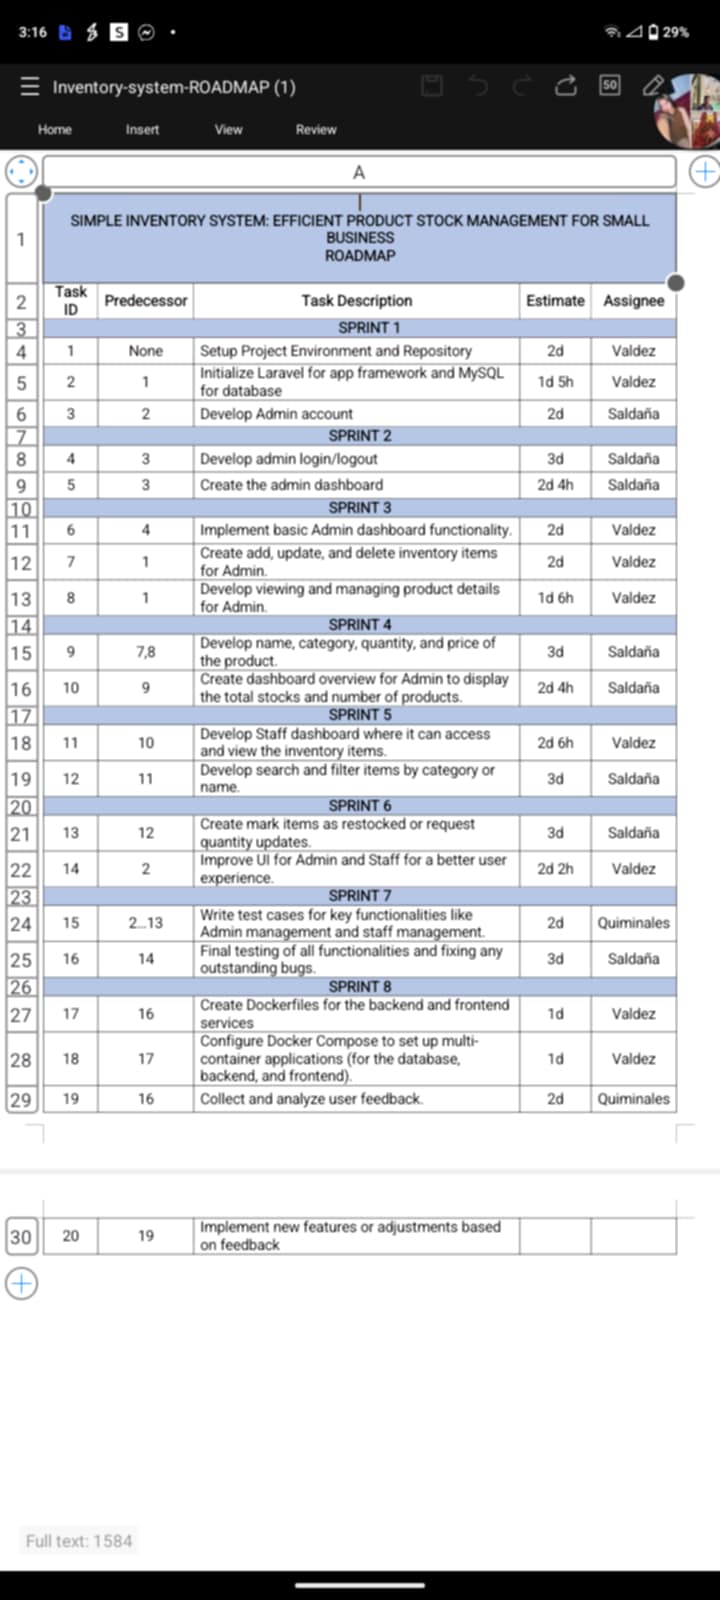 3:16 S 29%
Inventory-system-ROADMAP (1) 50
Home Insert View Review
A
1 SIMPLE INVENTORY SYSTEM: EFFICIENT PRODUCT STOCK MANAGEMENT FOR SMALL
BUSINESS
ROADMAP
2 Task ID Predecessor Task Description Estimate Assignee
3 SPRINT 1
4 1 None Setup Project Environment and Repository 2d Valdez
5 2 1 Initialize Laravel for app framework and MySQL
for database 1d 5h Valdez
6 3 2 Develop Admin account 2d Saldaña
7 SPRINT 2
8 4 3 Develop admin login/logout 3d Saldaña
9 5 3 Create the admin dashboard 2d 4h Saldaña
10 SPRINT 3
11 6 4 Implement basic Admin dashboard functionality. 2d Valdez
12 7 1 Create add, update, and delete inventory items
for Admin. 2d Valdez
13 8 1 Develop viewing and managing product details
for Admin. 1d 6h Valdez
14 SPRINT 4
15 9 7,8 Develop name, category, quantity, and price of
the product. 3d Saldaña
16 10 9 Create dashboard overview for Admin to display
the total stocks and number of products. 2d 4h Saldaña
17 SPRINT 5
18 11 10 Develop Staff dashboard where it can access
and view the inventory items. 2d 6h Valdez
19 12 11 Develop search and filter items by category or
name. 3d Saldaña
20 SPRINT 6
21 13 12 Create mark items as restocked or request
quantity updates. 3d Saldaña
22 14 2 Improve UI for Admin and Staff for a better user
experience. 2d 2h Valdez
23 SPRINT 7
24 15 2...13 Write test cases for key functionalities like
Admin management and staff management. 2d Quiminales
25 16 14 Final testing of all functionalities and fixing any
outstanding bugs. 3d Saldaña
26 SPRINT 8
27 17 16 Create Dockerfiles for the backend and frontend
services 1d Valdez
28 18 17 Configure Docker Compose to set up multi-
container applications (for the database,
backend, and frontend). 1d Valdez
29 19 16 Collect and analyze user feedback. 2d Quiminales
30 20 19 Implement new features or adjustments based
on feedback
Full text: 1584